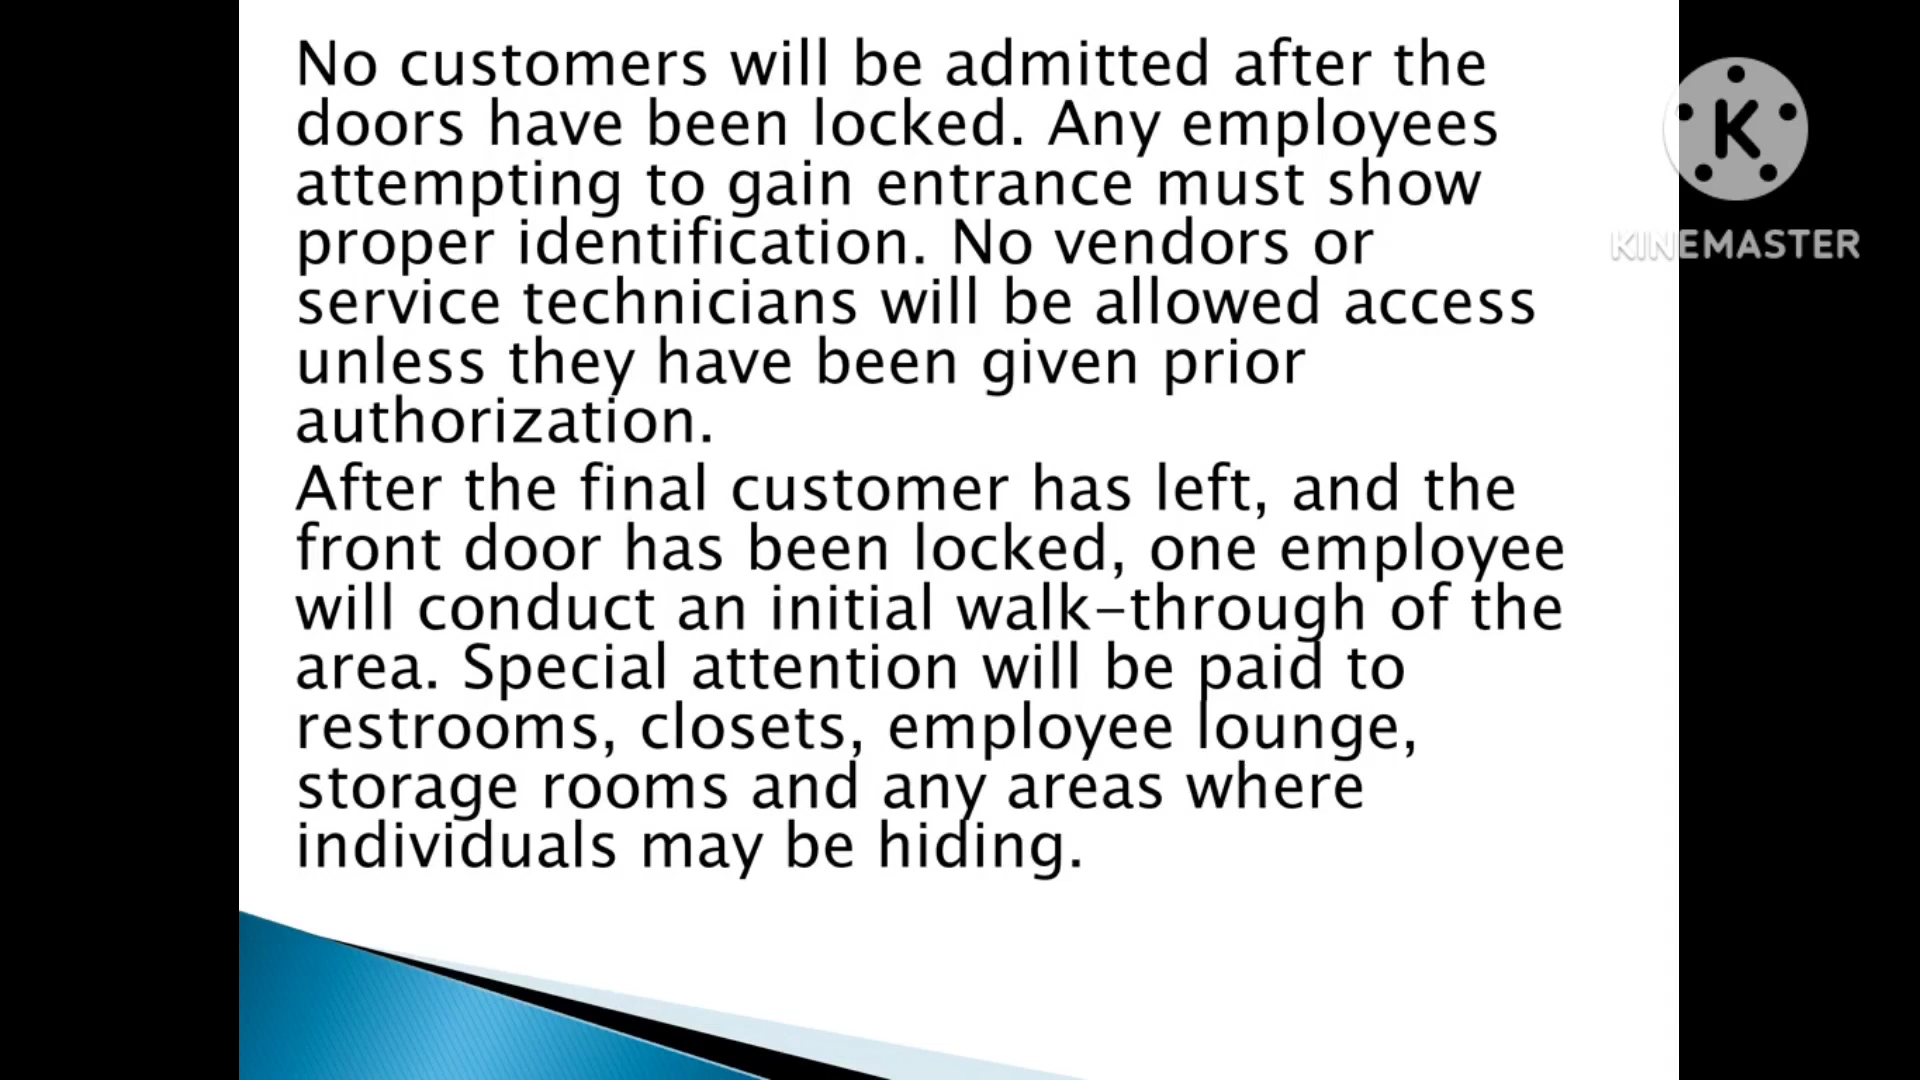 No customers will be admitted after the
doors have been locked. Any employees
attempting to gain entrance must show
proper identification. No vendors or
service technicians will be allowed access
unless they have been given prior
authorization.
After the final customer has left, and the
front door has been locked, one employee
will conduct an initial walk-through of the
area. Special attention will be paid to
restrooms, closets, employee lounge,
storage rooms and any areas where
individuals may be hiding.
K
KINEMASTER